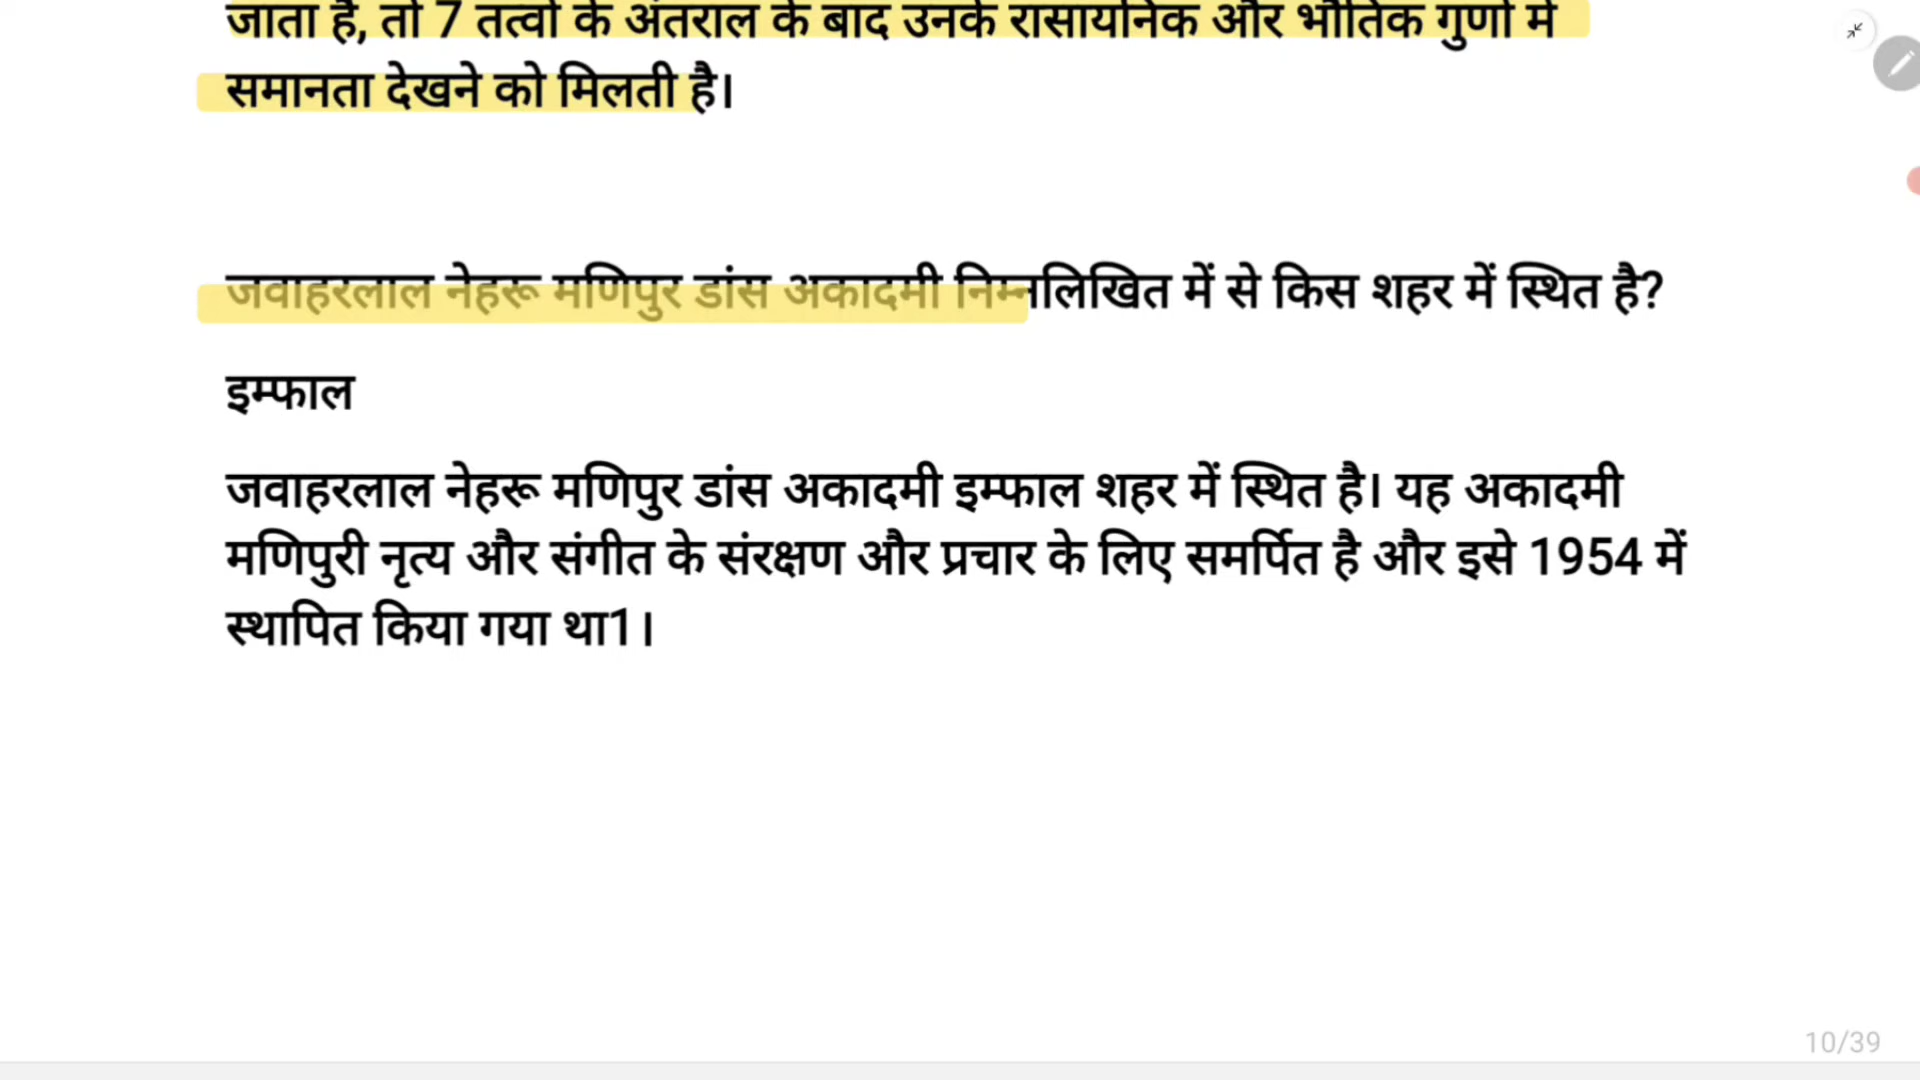 जाता है, तो 7 तत्वों के अंतराल के बाद उनके रासायनिक और भौतिक गुणों में
समानता देखने को मिलती है।
जवाहरलाल नेहरू मणिपुर डांस अकादमी निम्नलिखित में से किस शहर में स्थित है?
इम्फाल
जवाहरलाल नेहरू मणिपुर डांस अकादमी इम्फाल शहर में स्थित है। यह अकादमी
मणिपुरी नृत्य और संगीत के संरक्षण और प्रचार के लिए समर्पित है और इसे 1954 में
स्थापित किया गया था1।
10/39